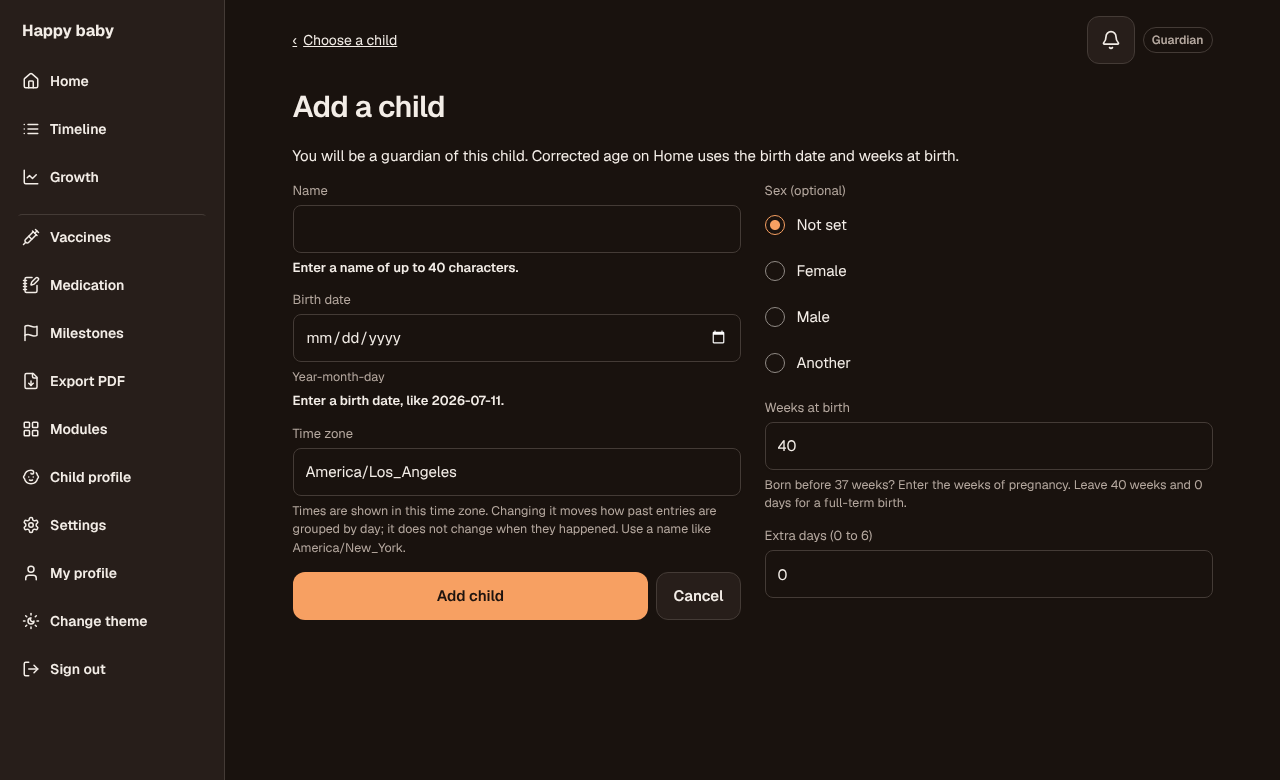 Happy baby
Home
Timeline
Growth
Vaccines
Medication
Milestones
Export PDF
Modules
Child profile
Settings
My profile
Change theme
Sign out
‹ Choose a child
Guardian
Add a child
You will be a guardian of this child. Corrected age on Home uses the birth date and weeks at birth.
Name
Enter a name of up to 40 characters.
Birth date
mm/dd/yyyy
Year-month-day
Enter a birth date, like 2026-07-11.
Time zone
America/Los_Angeles
Times are shown in this time zone. Changing it moves how past entries are
grouped by day; it does not change when they happened. Use a name like
America/New_York.
Add child
Cancel
Sex (optional)
Not set
Female
Male
Another
Weeks at birth
40
Born before 37 weeks? Enter the weeks of pregnancy. Leave 40 weeks and 0
days for a full-term birth.
Extra days (0 to 6)
0